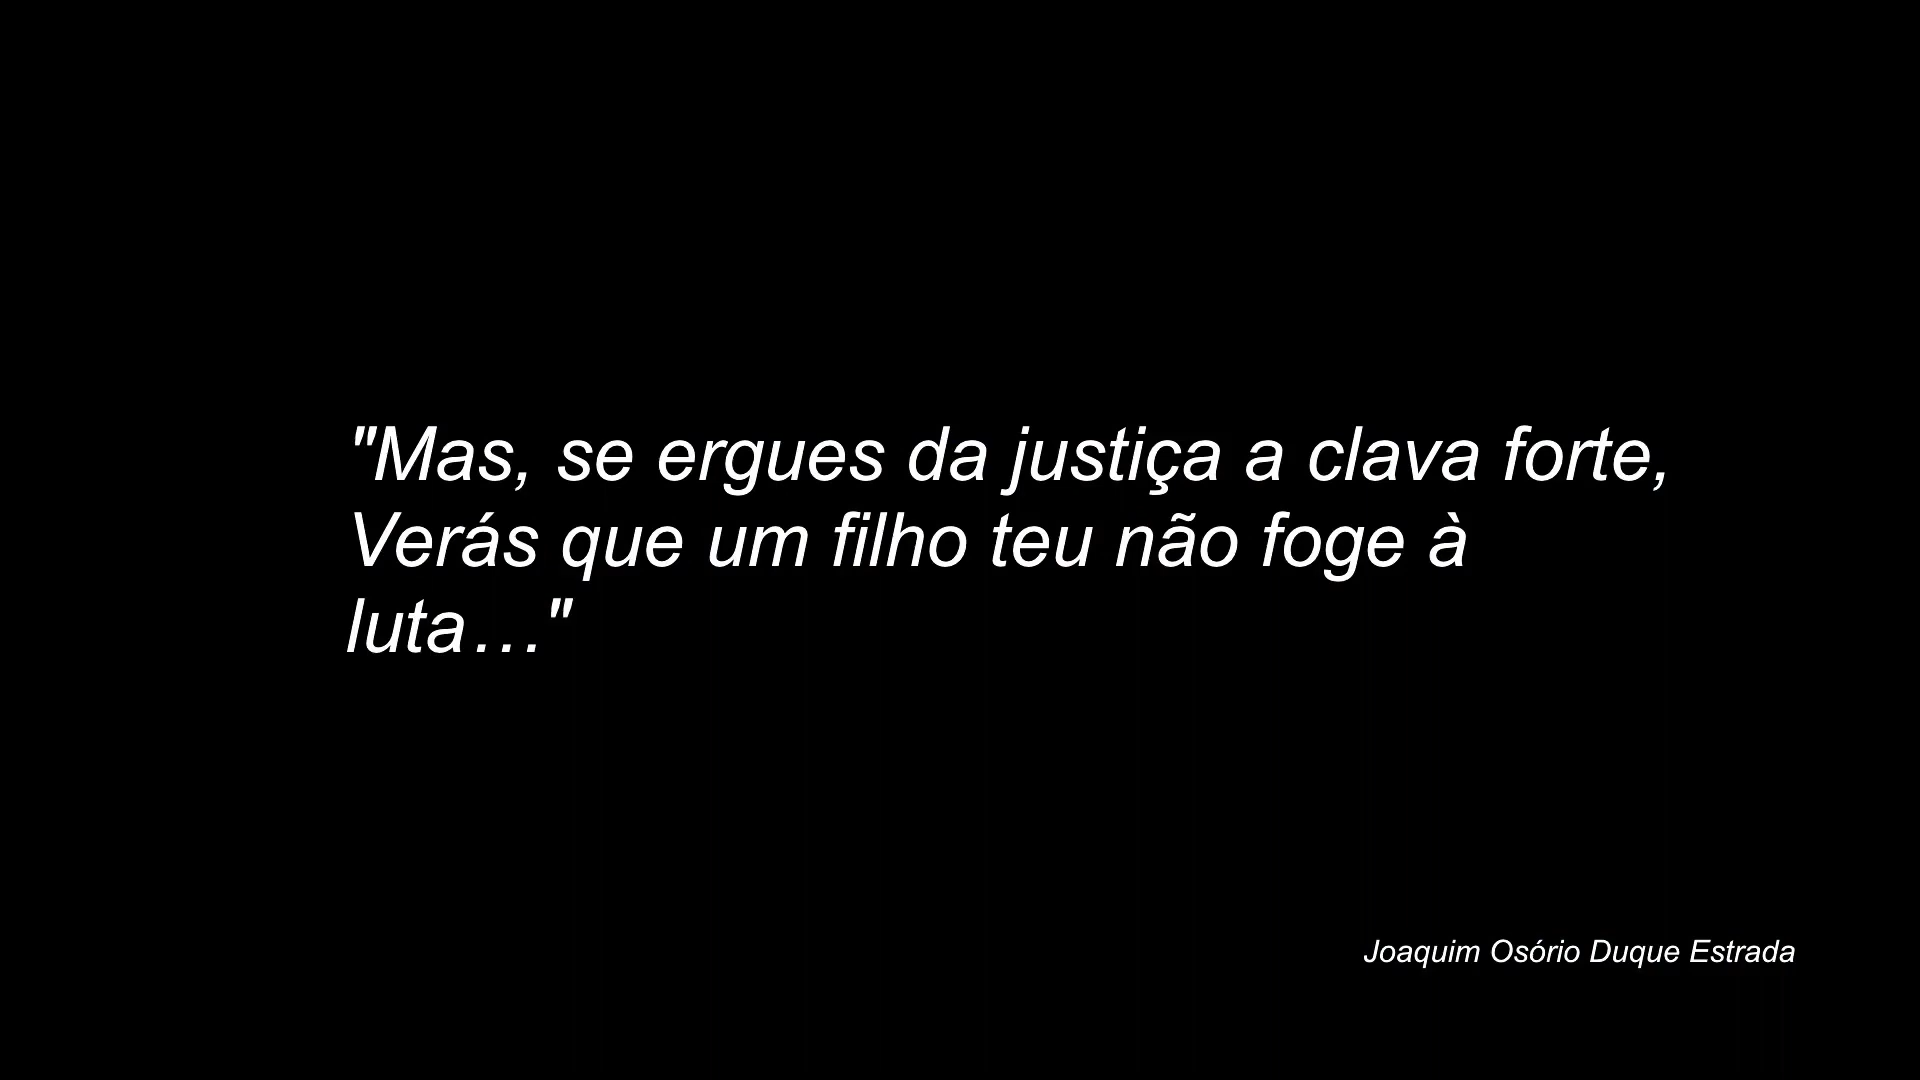 "Mas, se ergues da justiça a clava forte,
Verás que um filho teu não foge à
luta…"
Joaquim Osório Duque Estrada